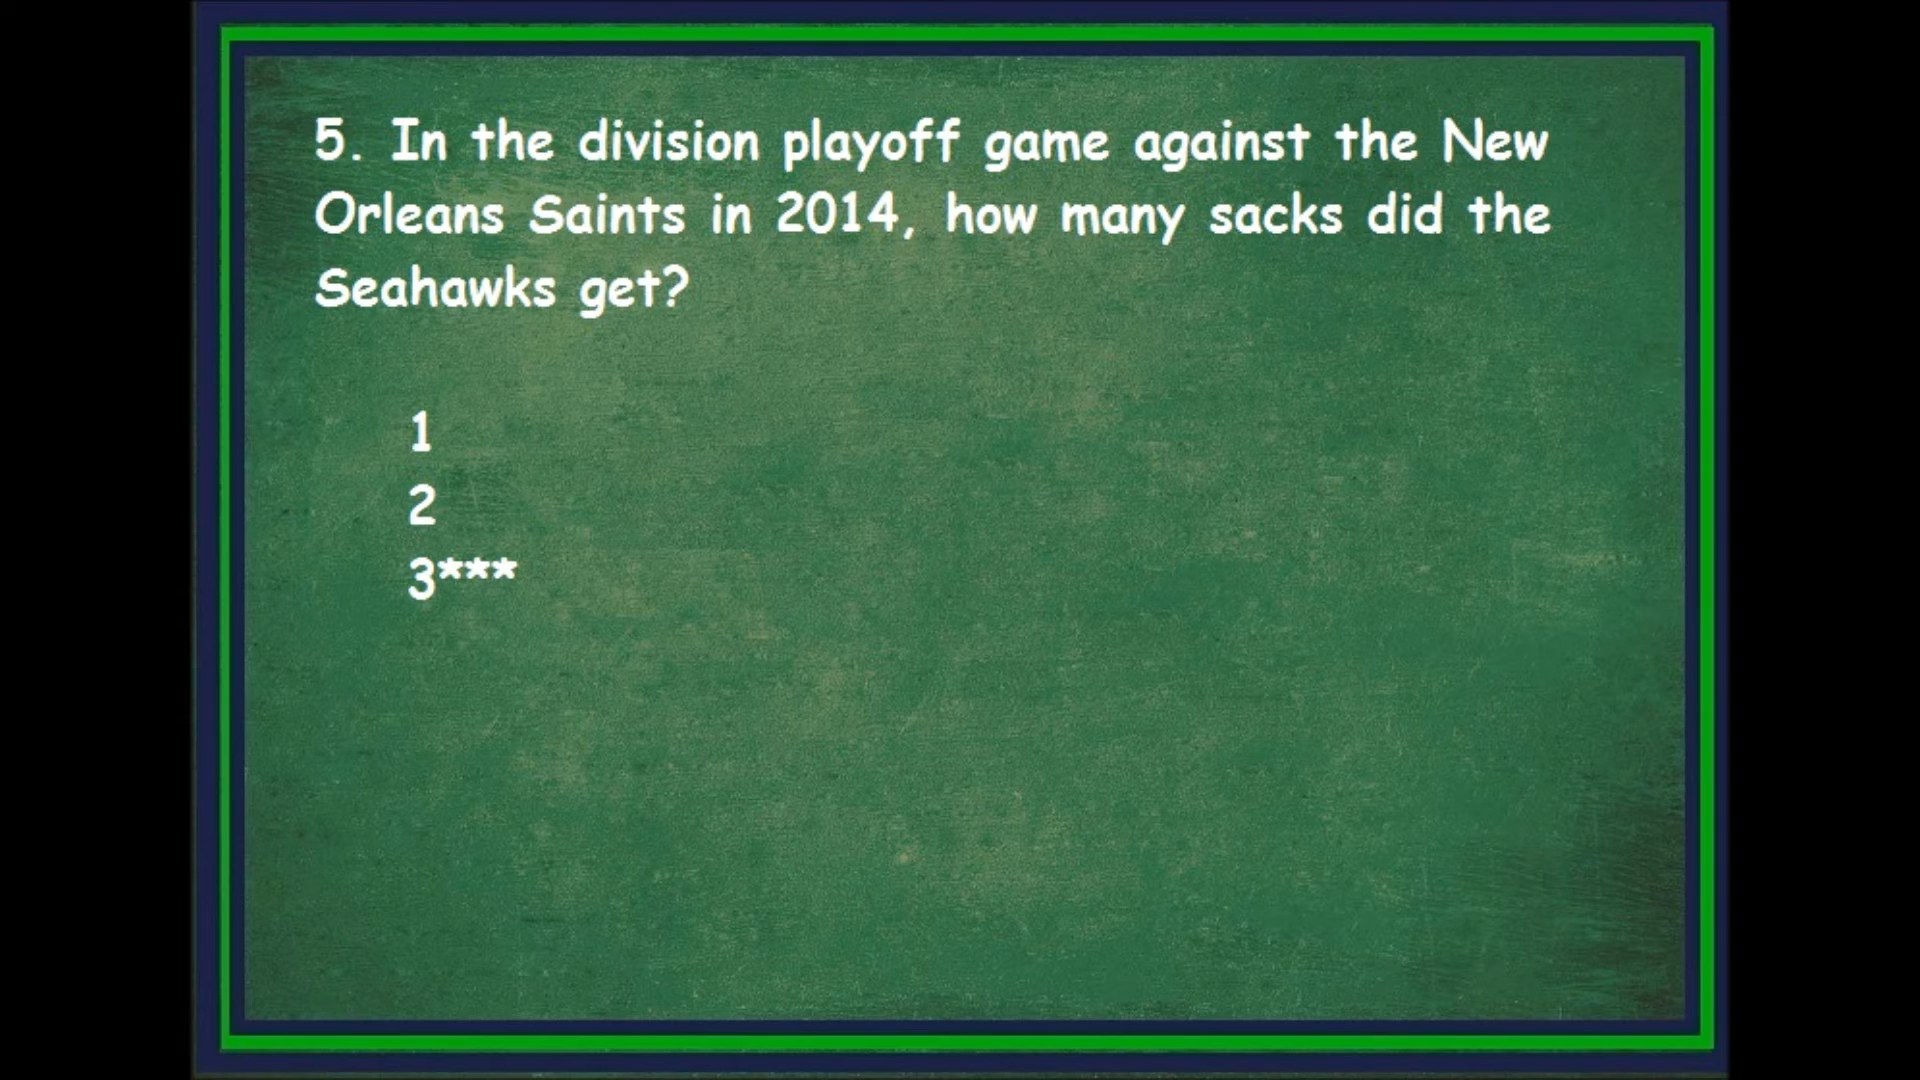 5. In the division playoff game against the New
Orleans Saints in 2014, how many sacks did the
Seahawks get?
1
2
3***